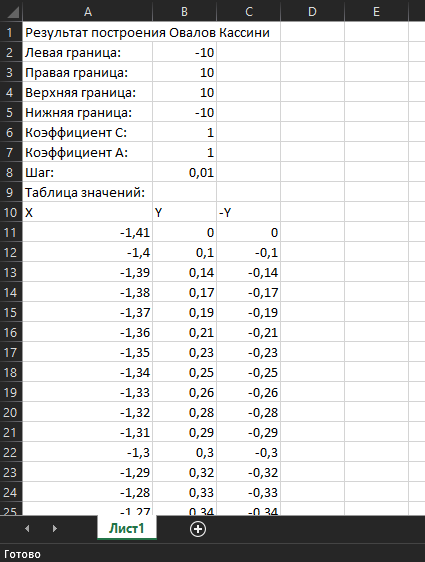 A B C D E
1 Результат построения Овалов Кассини
2 Левая граница: -10
3 Правая граница: 10
4 Верхняя граница: 10
5 Нижняя граница: -10
6 Коэффициент C: 1
7 Коэффициент A: 1
8 Шаг: 0,01
9 Таблица значений:
10 X Y -Y
11 -1,41 0 0
12 -1,4 0,1 -0,1
13 -1,39 0,14 -0,14
14 -1,38 0,17 -0,17
15 -1,37 0,19 -0,19
16 -1,36 0,21 -0,21
17 -1,35 0,23 -0,23
18 -1,34 0,25 -0,25
19 -1,33 0,26 -0,26
20 -1,32 0,28 -0,28
21 -1,31 0,29 -0,29
22 -1,3 0,3 -0,3
23 -1,29 0,32 -0,32
24 -1,28 0,33 -0,33
25 -1,27 0,34 -0,34
Лист1
Готово